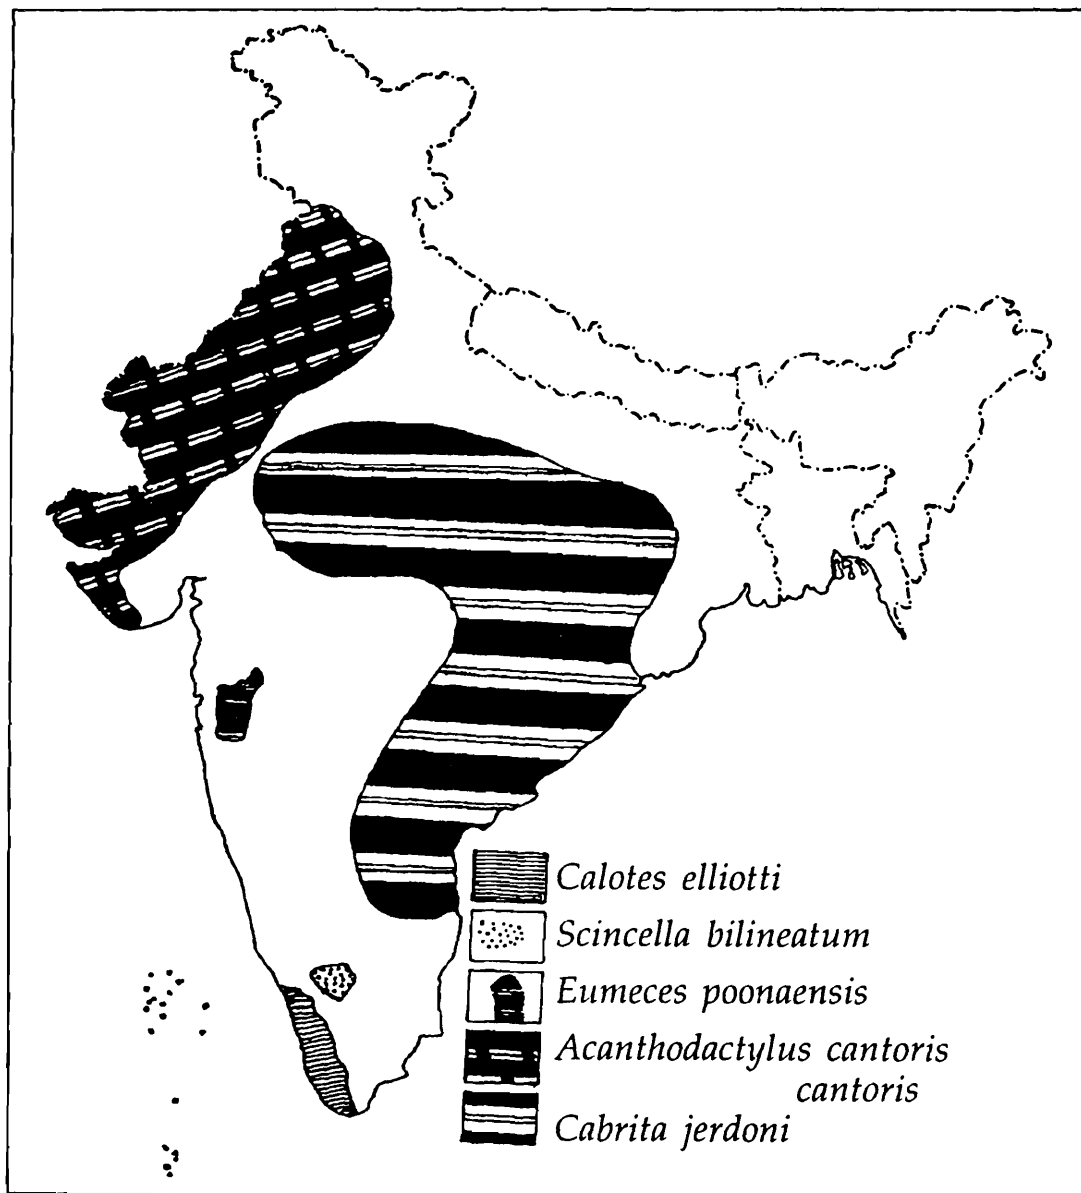 Calotes elliotti
Scincella bilineatum
Eumeces poonaensis
Acanthodactylus cantoris
cantoris
Cabrita jerdoni